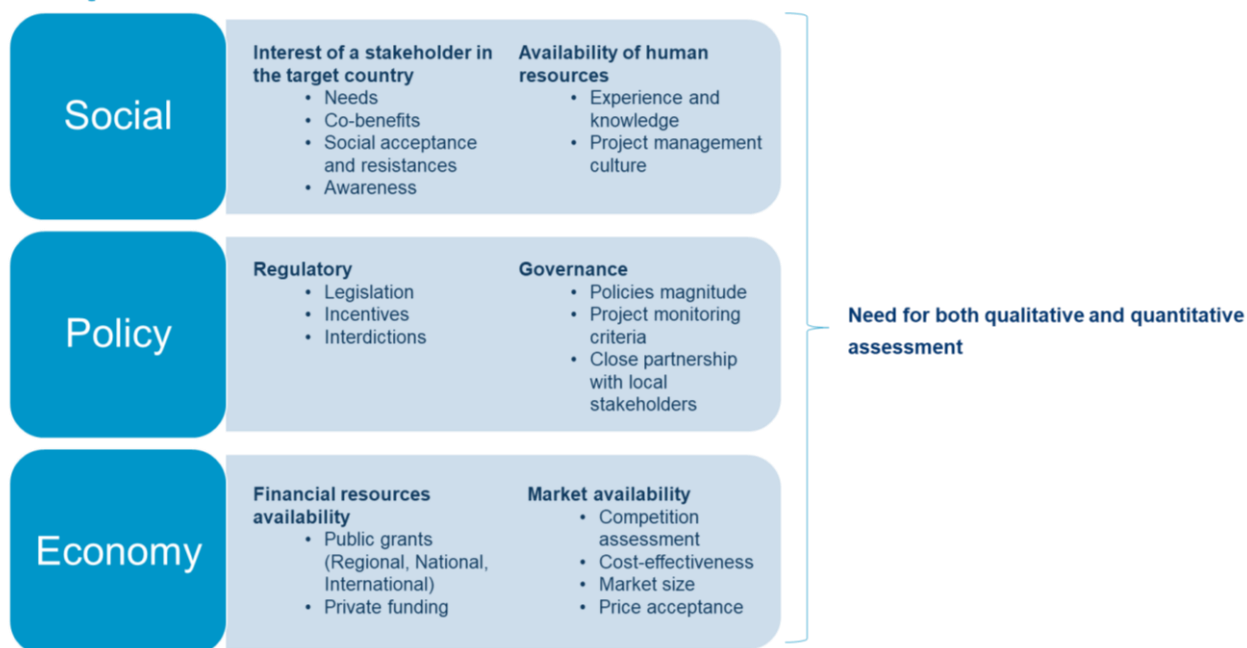 Social
Interest of a stakeholder in
the target country
• Needs
• Co-benefits
• Social acceptance
and resistances
• Awareness
Availability of human
resources
• Experience and
knowledge
• Project management
culture
Policy
Regulatory
• Legislation
• Incentives
• Interdictions
Governance
• Policies magnitude
• Project monitoring
criteria
• Close partnership
with local
stakeholders
Economy
Financial resources
availability
• Public grants
(Regional, National,
International)
• Private funding
Market availability
• Competition
assessment
• Cost-effectiveness
• Market size
• Price acceptance
Need for both qualitative and quantitative
assessment